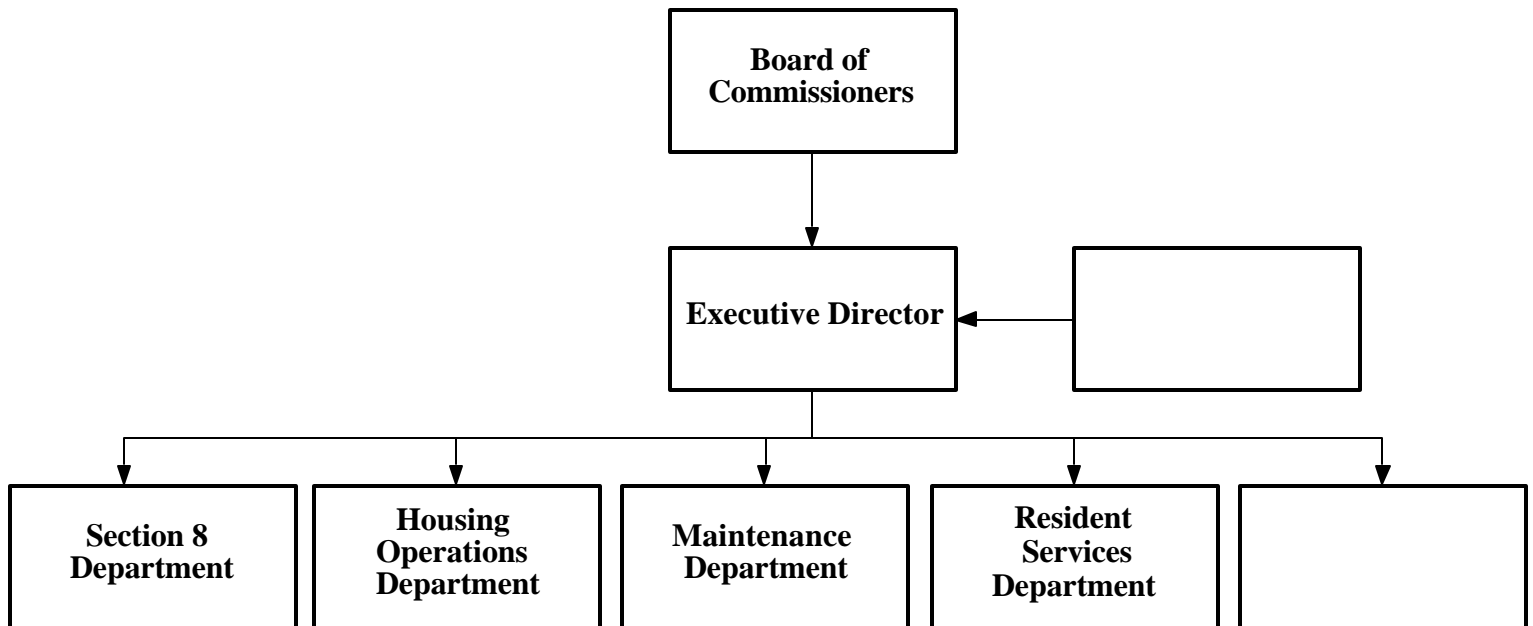 Board of
Commissioners
Executive Director
Section 8
Department
Housing
Operations
Department
Maintenance
Department
Resident
Services
Department